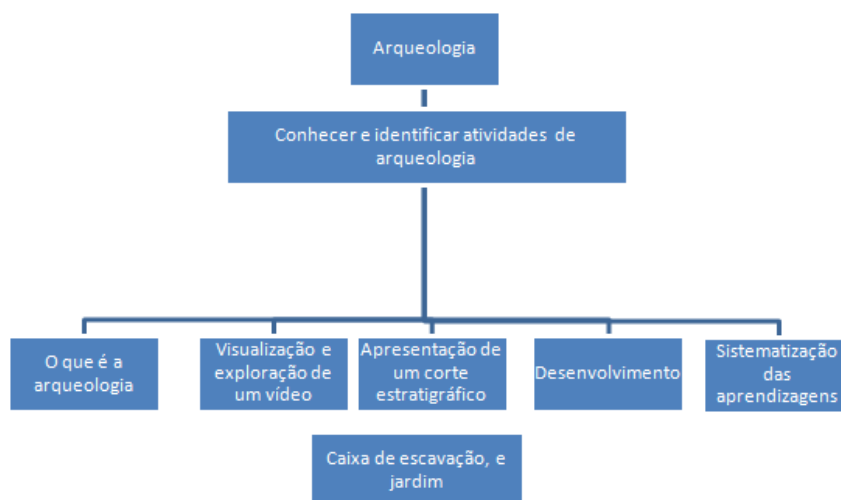 Arqueologia
Conhecer e identificar atividades de
arqueologia
O que é a
arqueologia
Visualização e
exploração de
um vídeo
Apresentação de
um corte
estratigráfico
Desenvolvimento
Sistematização
das
aprendizagens
Caixa de escavação, e
jardim